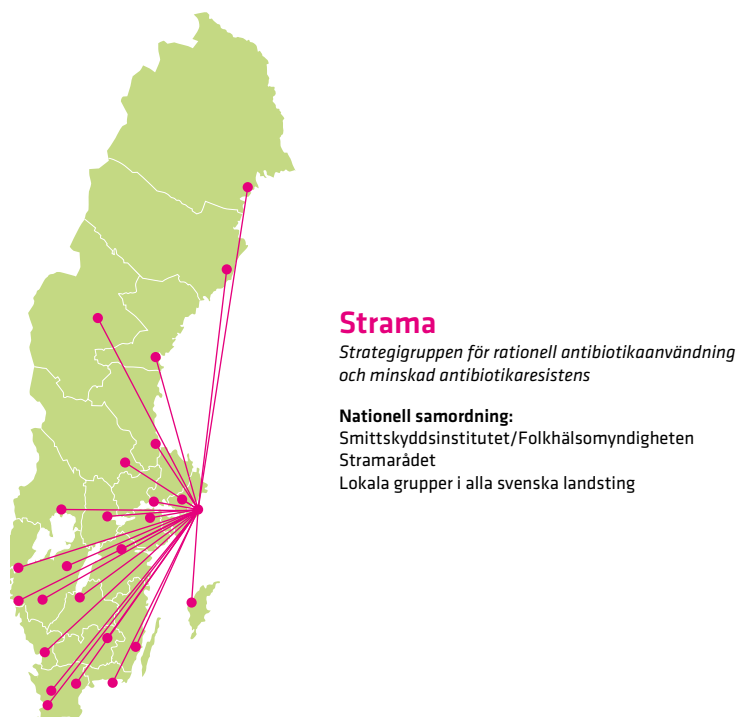 Strama
Strategigruppen för rationell antibiotikaanvändning
och minskad antibiotikaresistens
Nationell samordning:
Smittskyddsinstitutet/Folkhälsomyndigheten
Stramarådet
Lokala grupper i alla svenska landsting